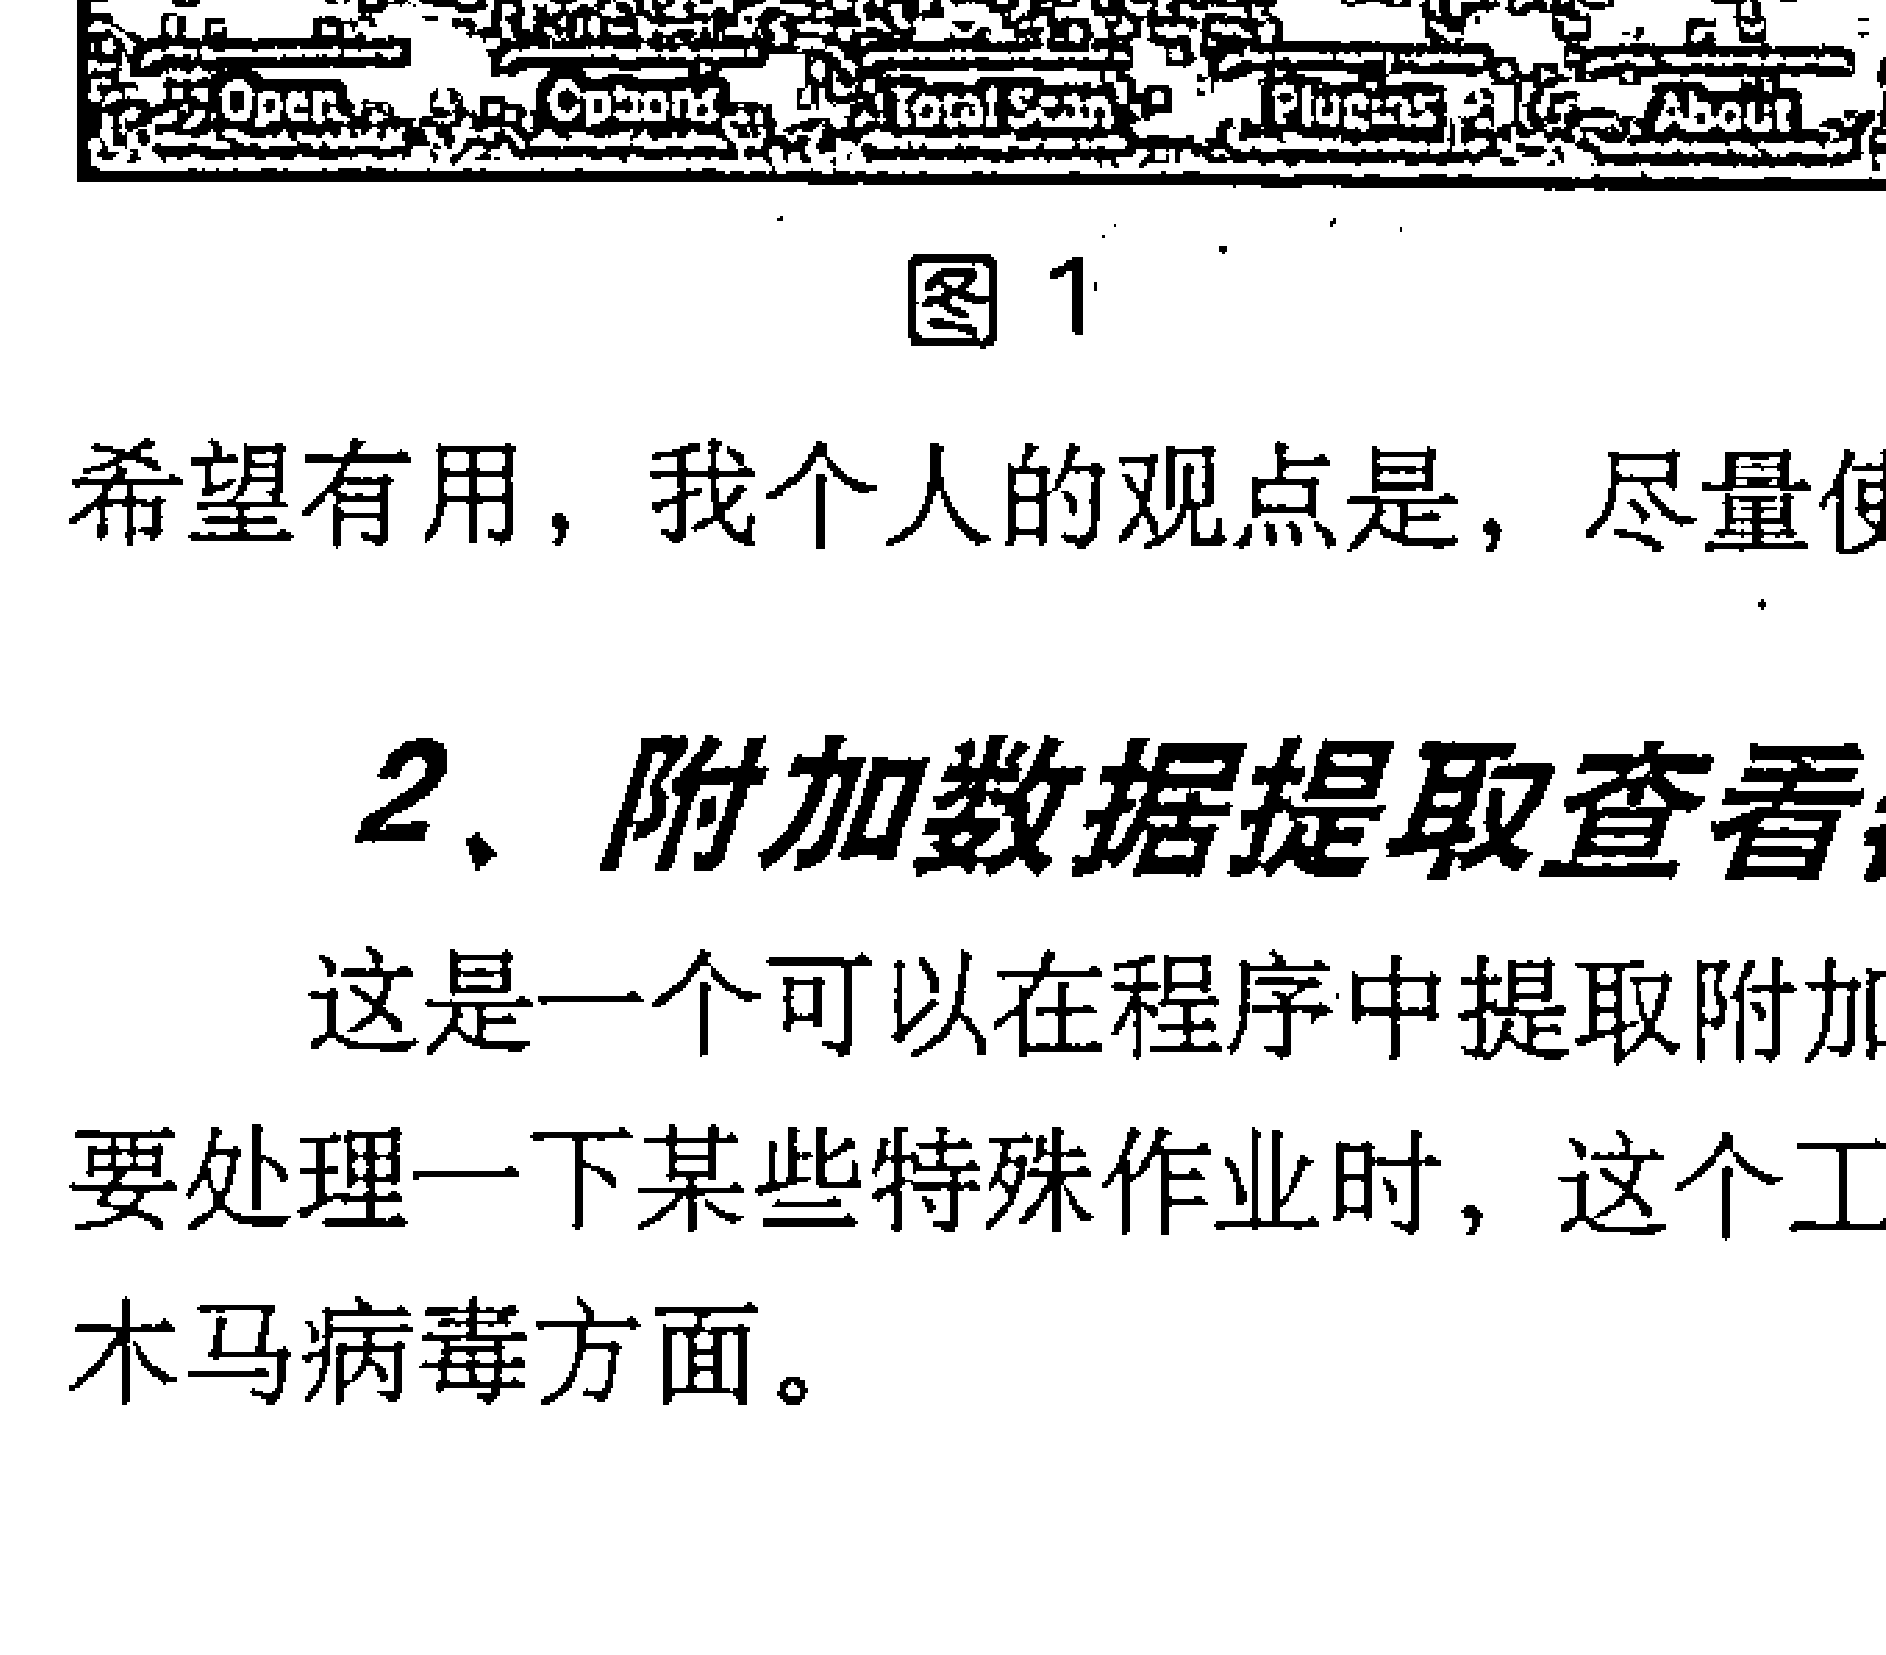 Open Options Total Scan Plugins About
图 1
希望有用，我个人的观点是，尽量使
2、附加数据提取查看
这是一个可以在程序中提取附加
要处理一下某些特殊作业时，这个工
木马病毒方面。